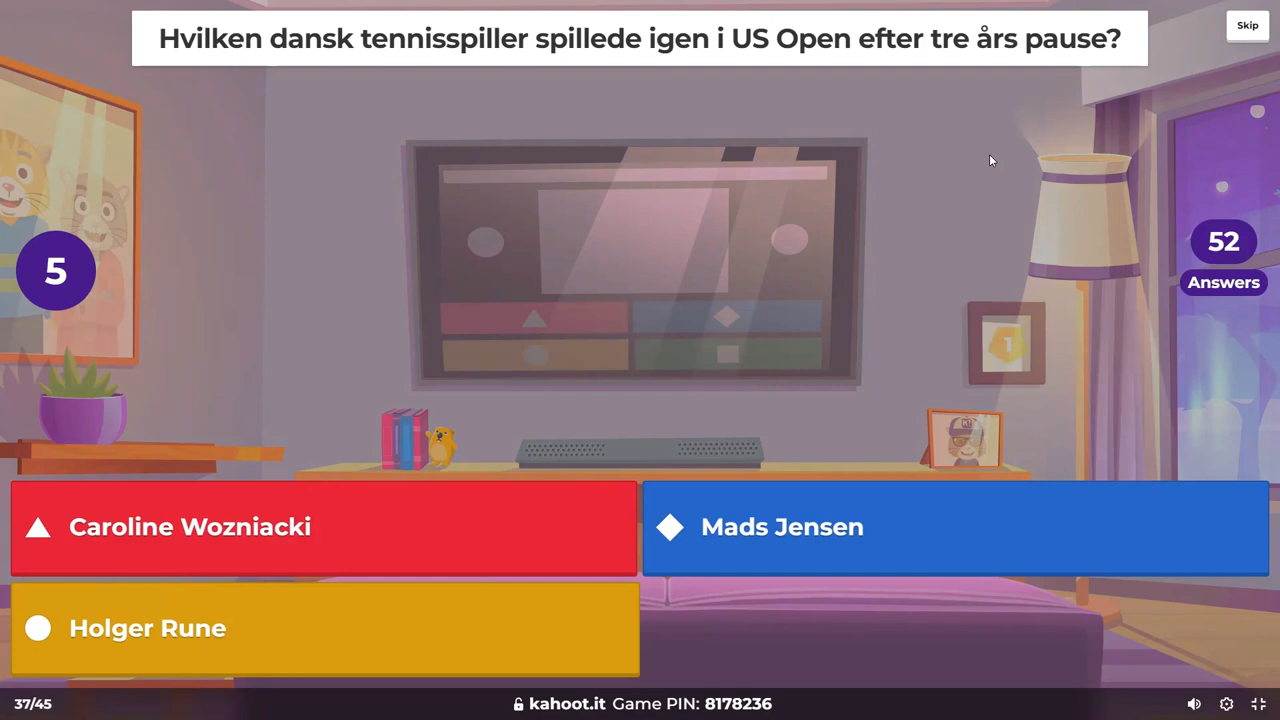 Hvilken dansk tennisspiller spillede igen i US Open efter tre års pause?
Skip
5
52
Answers
1
Caroline Wozniacki
Mads Jensen
Holger Rune
37/45
kahoot.it Game PIN: 8178236